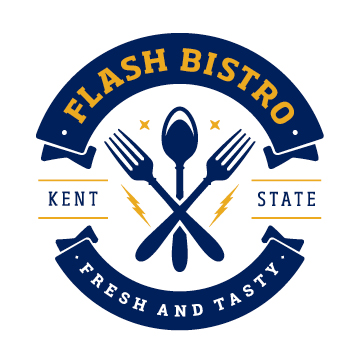 FLASH BISTRO
KENT STATE
• FRESH AND TASTY •